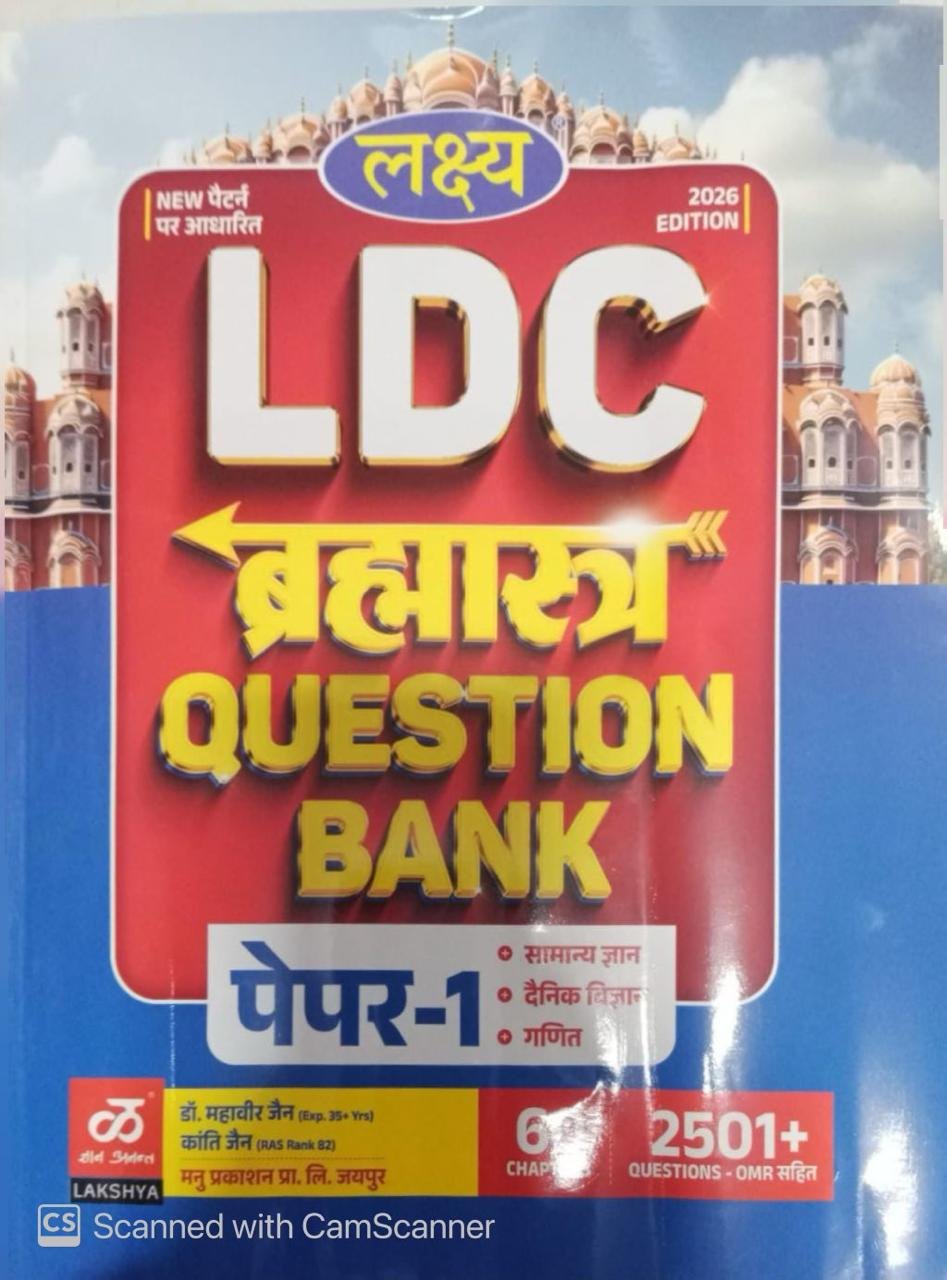 लक्ष्य
NEW पैटर्न
पर आधारित
2026
EDITION
LDC
ब्रह्मास्त्र
QUESTION
BANK
पेपर-1
सामान्य ज्ञान
दैनिक विज्ञान
गणित
ज्ञान अनन्त
LAKSHYA
डॉ. महावीर जैन (Exp. 35+ Yrs)
कांति जैन (RAS Rank 82)
मनु प्रकाशन प्रा. लि. जयपुर
2501+
QUESTIONS - OMR सहित
CS Scanned with CamScanner